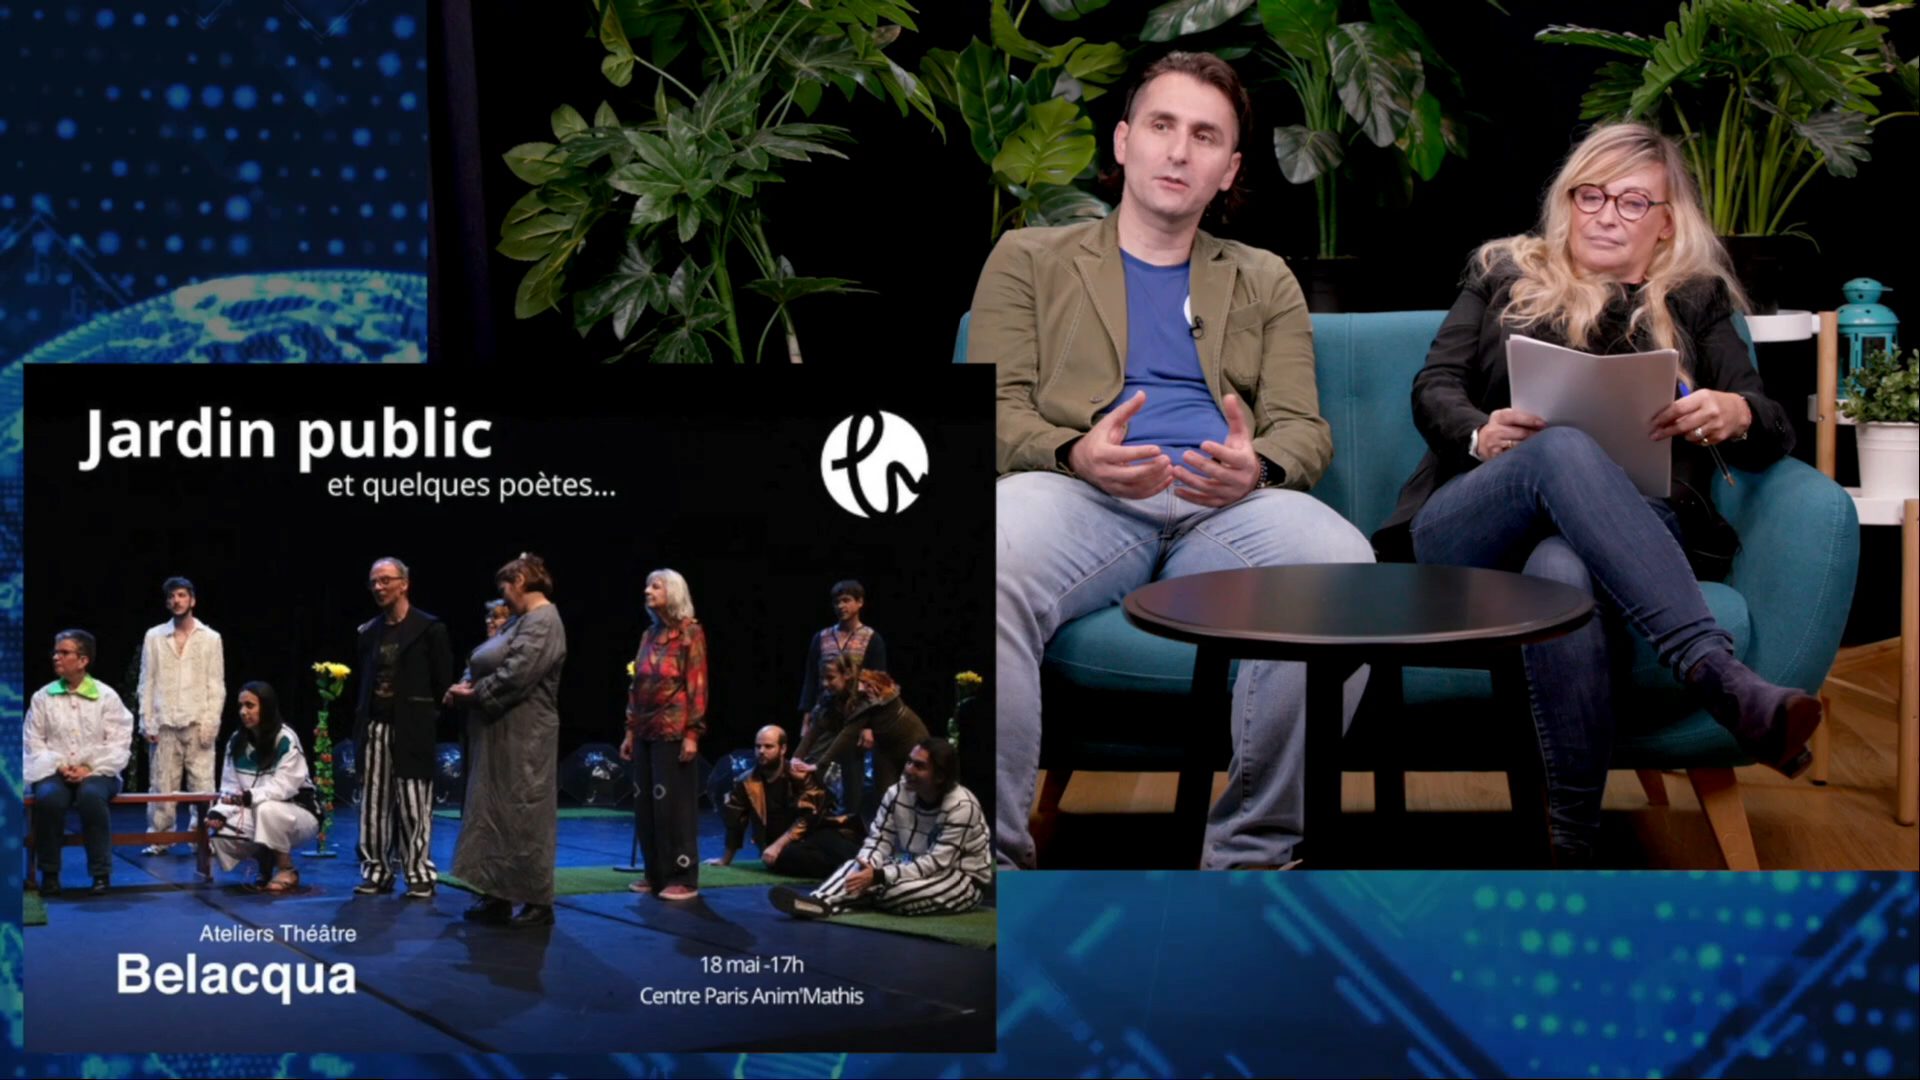 Jardin public
et quelques poètes...
Ateliers Théâtre
Belacqua
18 mai -17h
Centre Paris Anim'Mathis